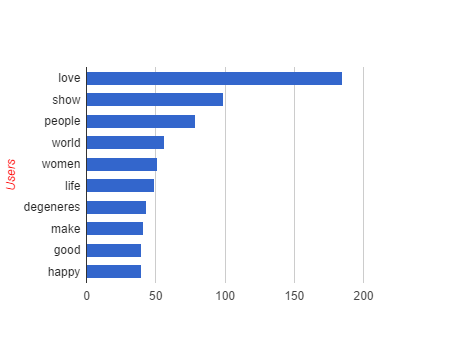 love
show
people
world
women
life
degeneres
make
good
happy
Users
0 50 100 150 200